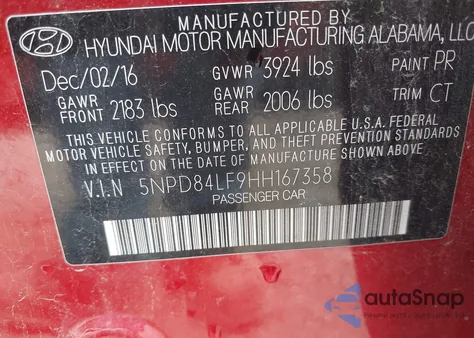 MANUFACTURED BY
HYUNDAI MOTOR MANUFACTURING ALABAMA, LLC
Dec/02/16 GVWR 3924 lbs PAINT PR
GAWR FRONT 2183 lbs GAWR REAR 2006 lbs TRIM CT
THIS VEHICLE CONFORMS TO ALL U.S.A. FEDERAL
MOTOR VEHICLE SAFETY, BUMPER, AND THEFT PREVENTION STANDARDS
IN EFFECT ON THE DATE OF MANUFACTURE SHOWN ABOVE.
V.I.N 5NPD84LF9HH167358
PASSENGER CAR
autoSnap